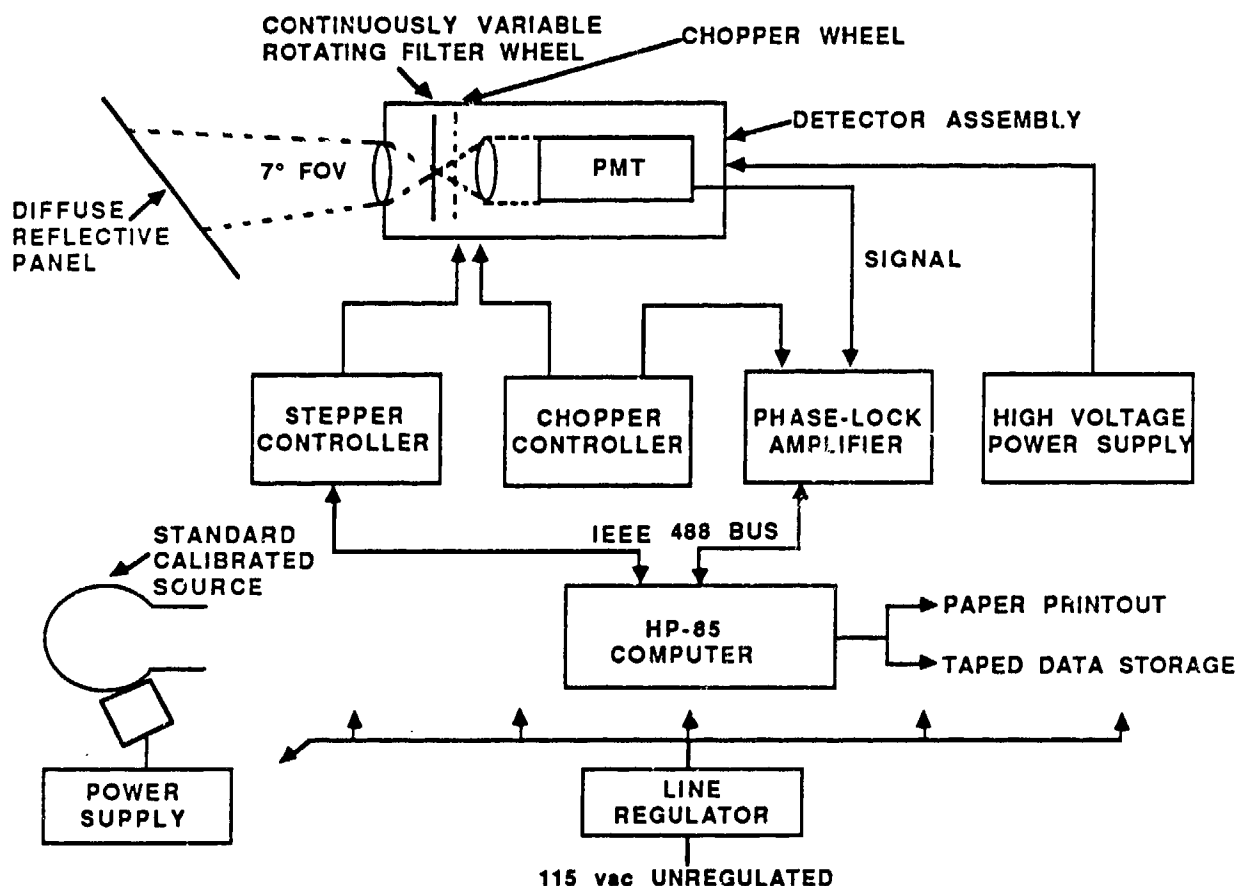 CONTINUOUSLY VARIABLE
ROTATING FILTER WHEEL
CHOPPER WHEEL
DETECTOR ASSEMBLY
7° FOV
PMT
DIFFUSE
REFLECTIVE
PANEL
SIGNAL
STEPPER
CONTROLLER
CHOPPER
CONTROLLER
PHASE-LOCK
AMPLIFIER
HIGH VOLTAGE
POWER SUPPLY
IEEE 488 BUS
STANDARD
CALIBRATED
SOURCE
HP-85
COMPUTER
PAPER PRINTOUT
TAPED DATA STORAGE
POWER
SUPPLY
LINE
REGULATOR
115 vac UNREGULATED